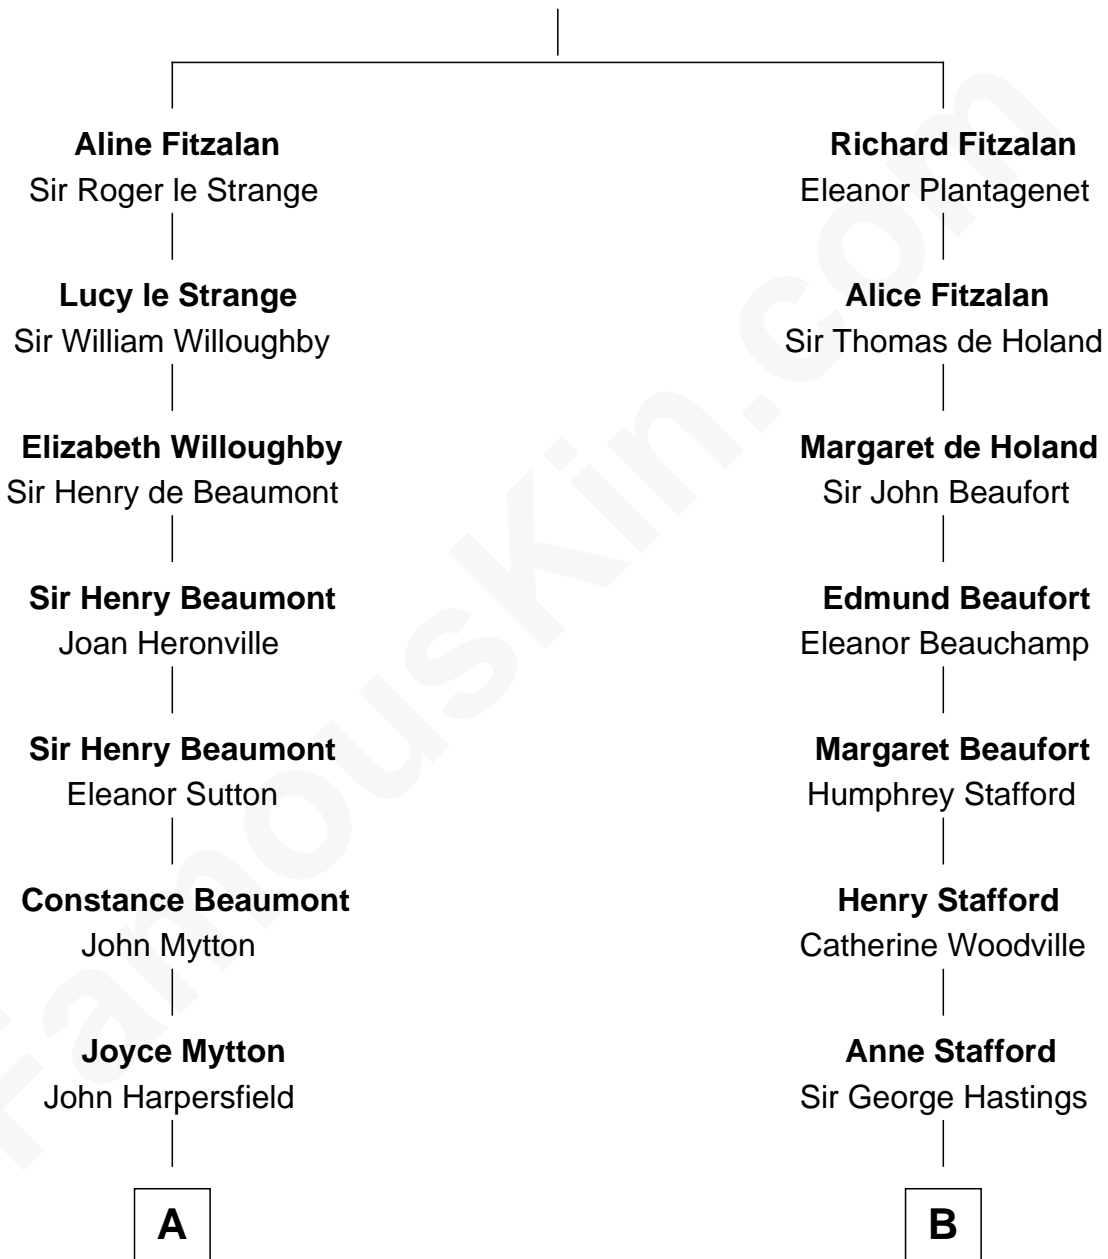 Aline Fitzalan
Sir Roger le Strange
Lucy le Strange
Sir William Willoughby
Elizabeth Willoughby
Sir Henry de Beaumont
Sir Henry Beaumont
Joan Heronville
Sir Henry Beaumont
Eleanor Sutton
Constance Beaumont
John Mytton
Joyce Mytton
John Harpersfield
A
Richard Fitzalan
Eleanor Plantagenet
Alice Fitzalan
Sir Thomas de Holand
Margaret de Holand
Sir John Beaufort
Edmund Beaufort
Eleanor Beauchamp
Margaret Beaufort
Humphrey Stafford
Henry Stafford
Catherine Woodville
Anne Stafford
Sir George Hastings
B
FamousKin.com